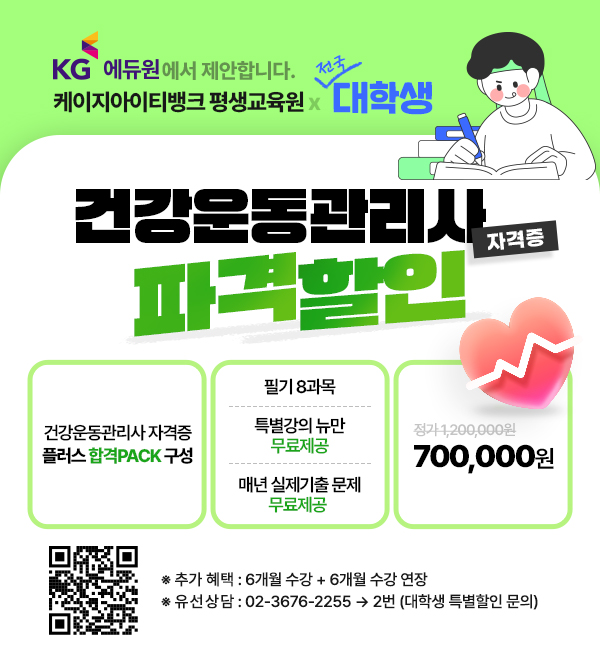 KG 에듀원에서 제안합니다.
케이지아이티뱅크 평생교육원 x 전국 대학생
건강운동관리사
자격증
파격할인
건강운동관리사 자격증
플러스 합격PACK 구성
필기 8과목
특별강의 뉴만
무료제공
매년 실제기출 문제
무료제공
정가 1,200,000원
700,000원
※ 추가 혜택 : 6개월 수강 + 6개월 수강 연장
※ 유선상담 : 02-3676-2255 → 2번 (대학생 특별할인 문의)